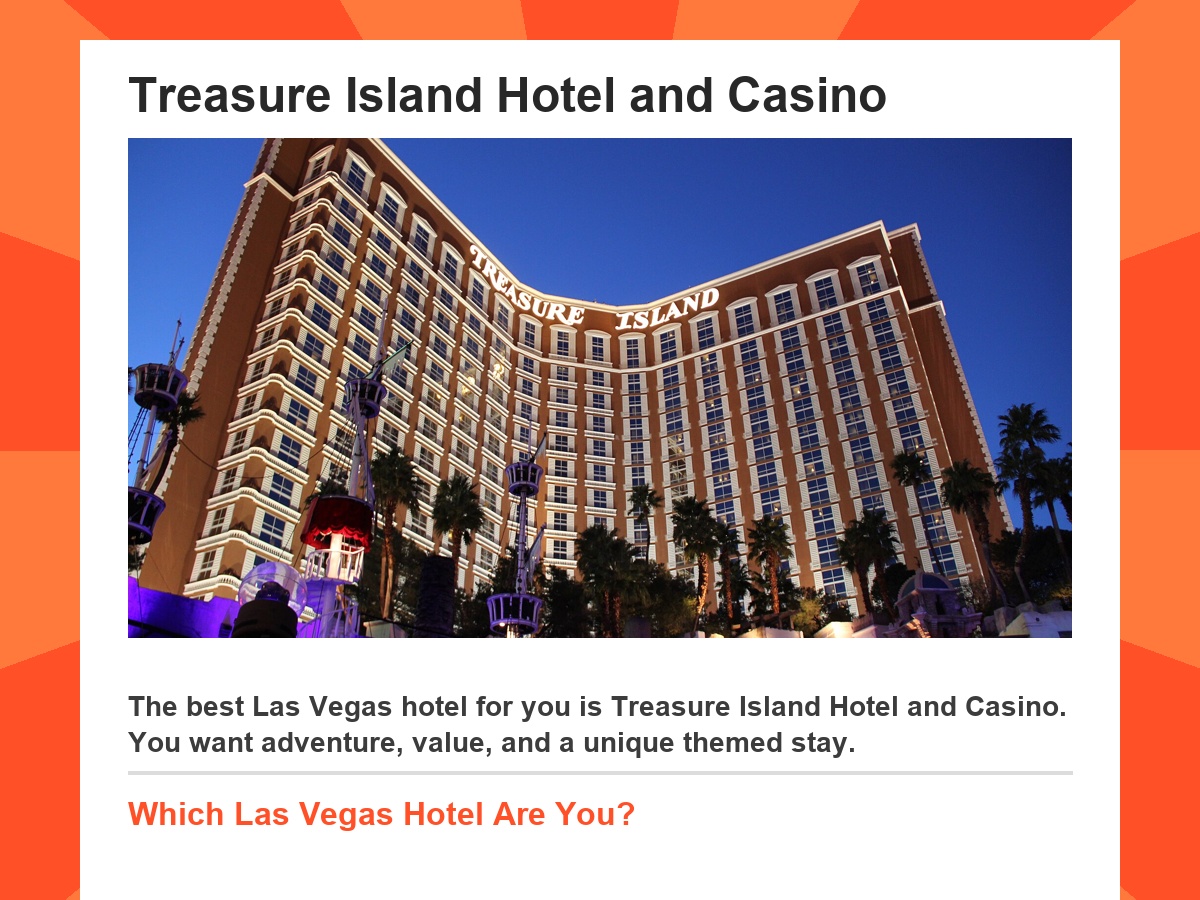 Treasure Island Hotel and Casino
TREASURE ISLAND
The best Las Vegas hotel for you is Treasure Island Hotel and Casino.
You want adventure, value, and a unique themed stay.
Which Las Vegas Hotel Are You?